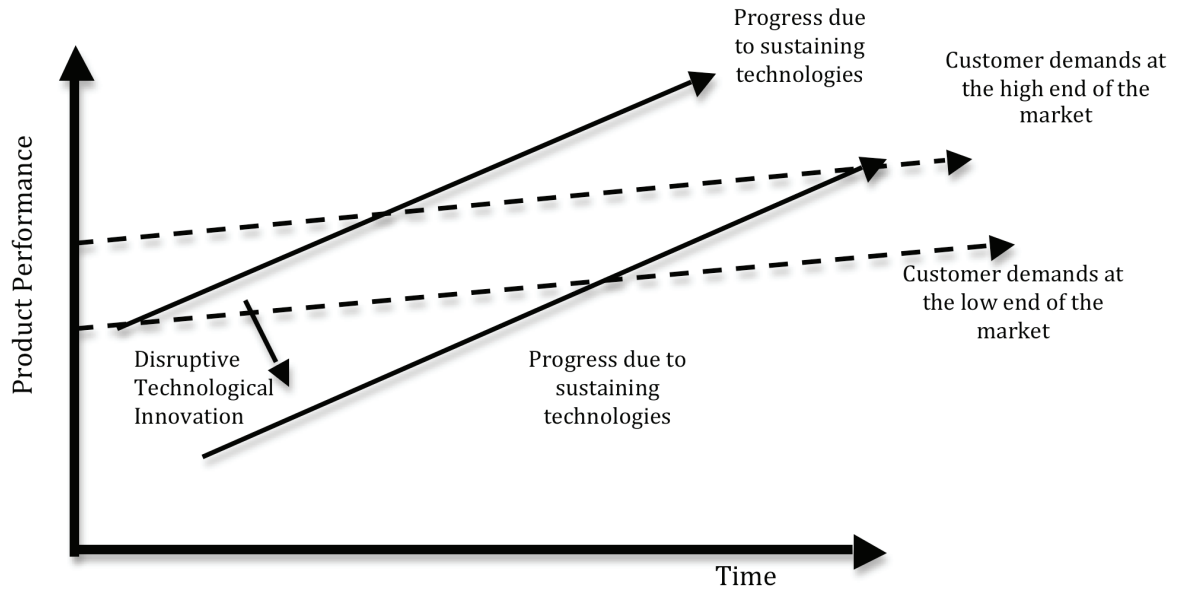 Progress due
to sustaining
technologies
Customer demands at
the high end of the
market
Product Performance
Customer demands at
the low end of the
market
Disruptive
Technological
Innovation
Progress due to
sustaining
technologies
Time